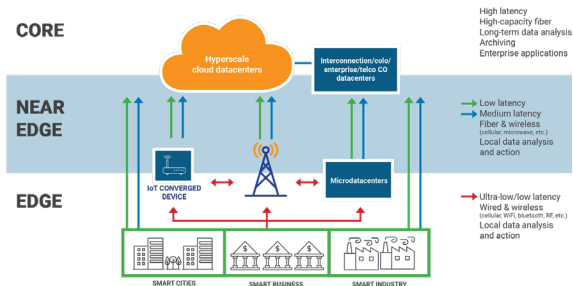 CORE
Hyperscale
cloud datacenters
Interconnection/colo/
enterprise/telco CO
datacenters
High latency
High-capacity fiber
Long-term data analysis
Archiving
Enterprise applications
NEAR
EDGE
Low latency
Medium latency
Fiber & wireless
(cellular, microwave, etc.)
Local data analysis
and action
EDGE
IoT CONVERGED
DEVICE
Microdatacenters
Ultra-low/low latency
Wired & wireless
(cellular, WiFi, bluetooth, RF, etc.)
Local data analysis
and action
$ $ $
SMART CITIES
SMART BUSINESS
SMART INDUSTRY